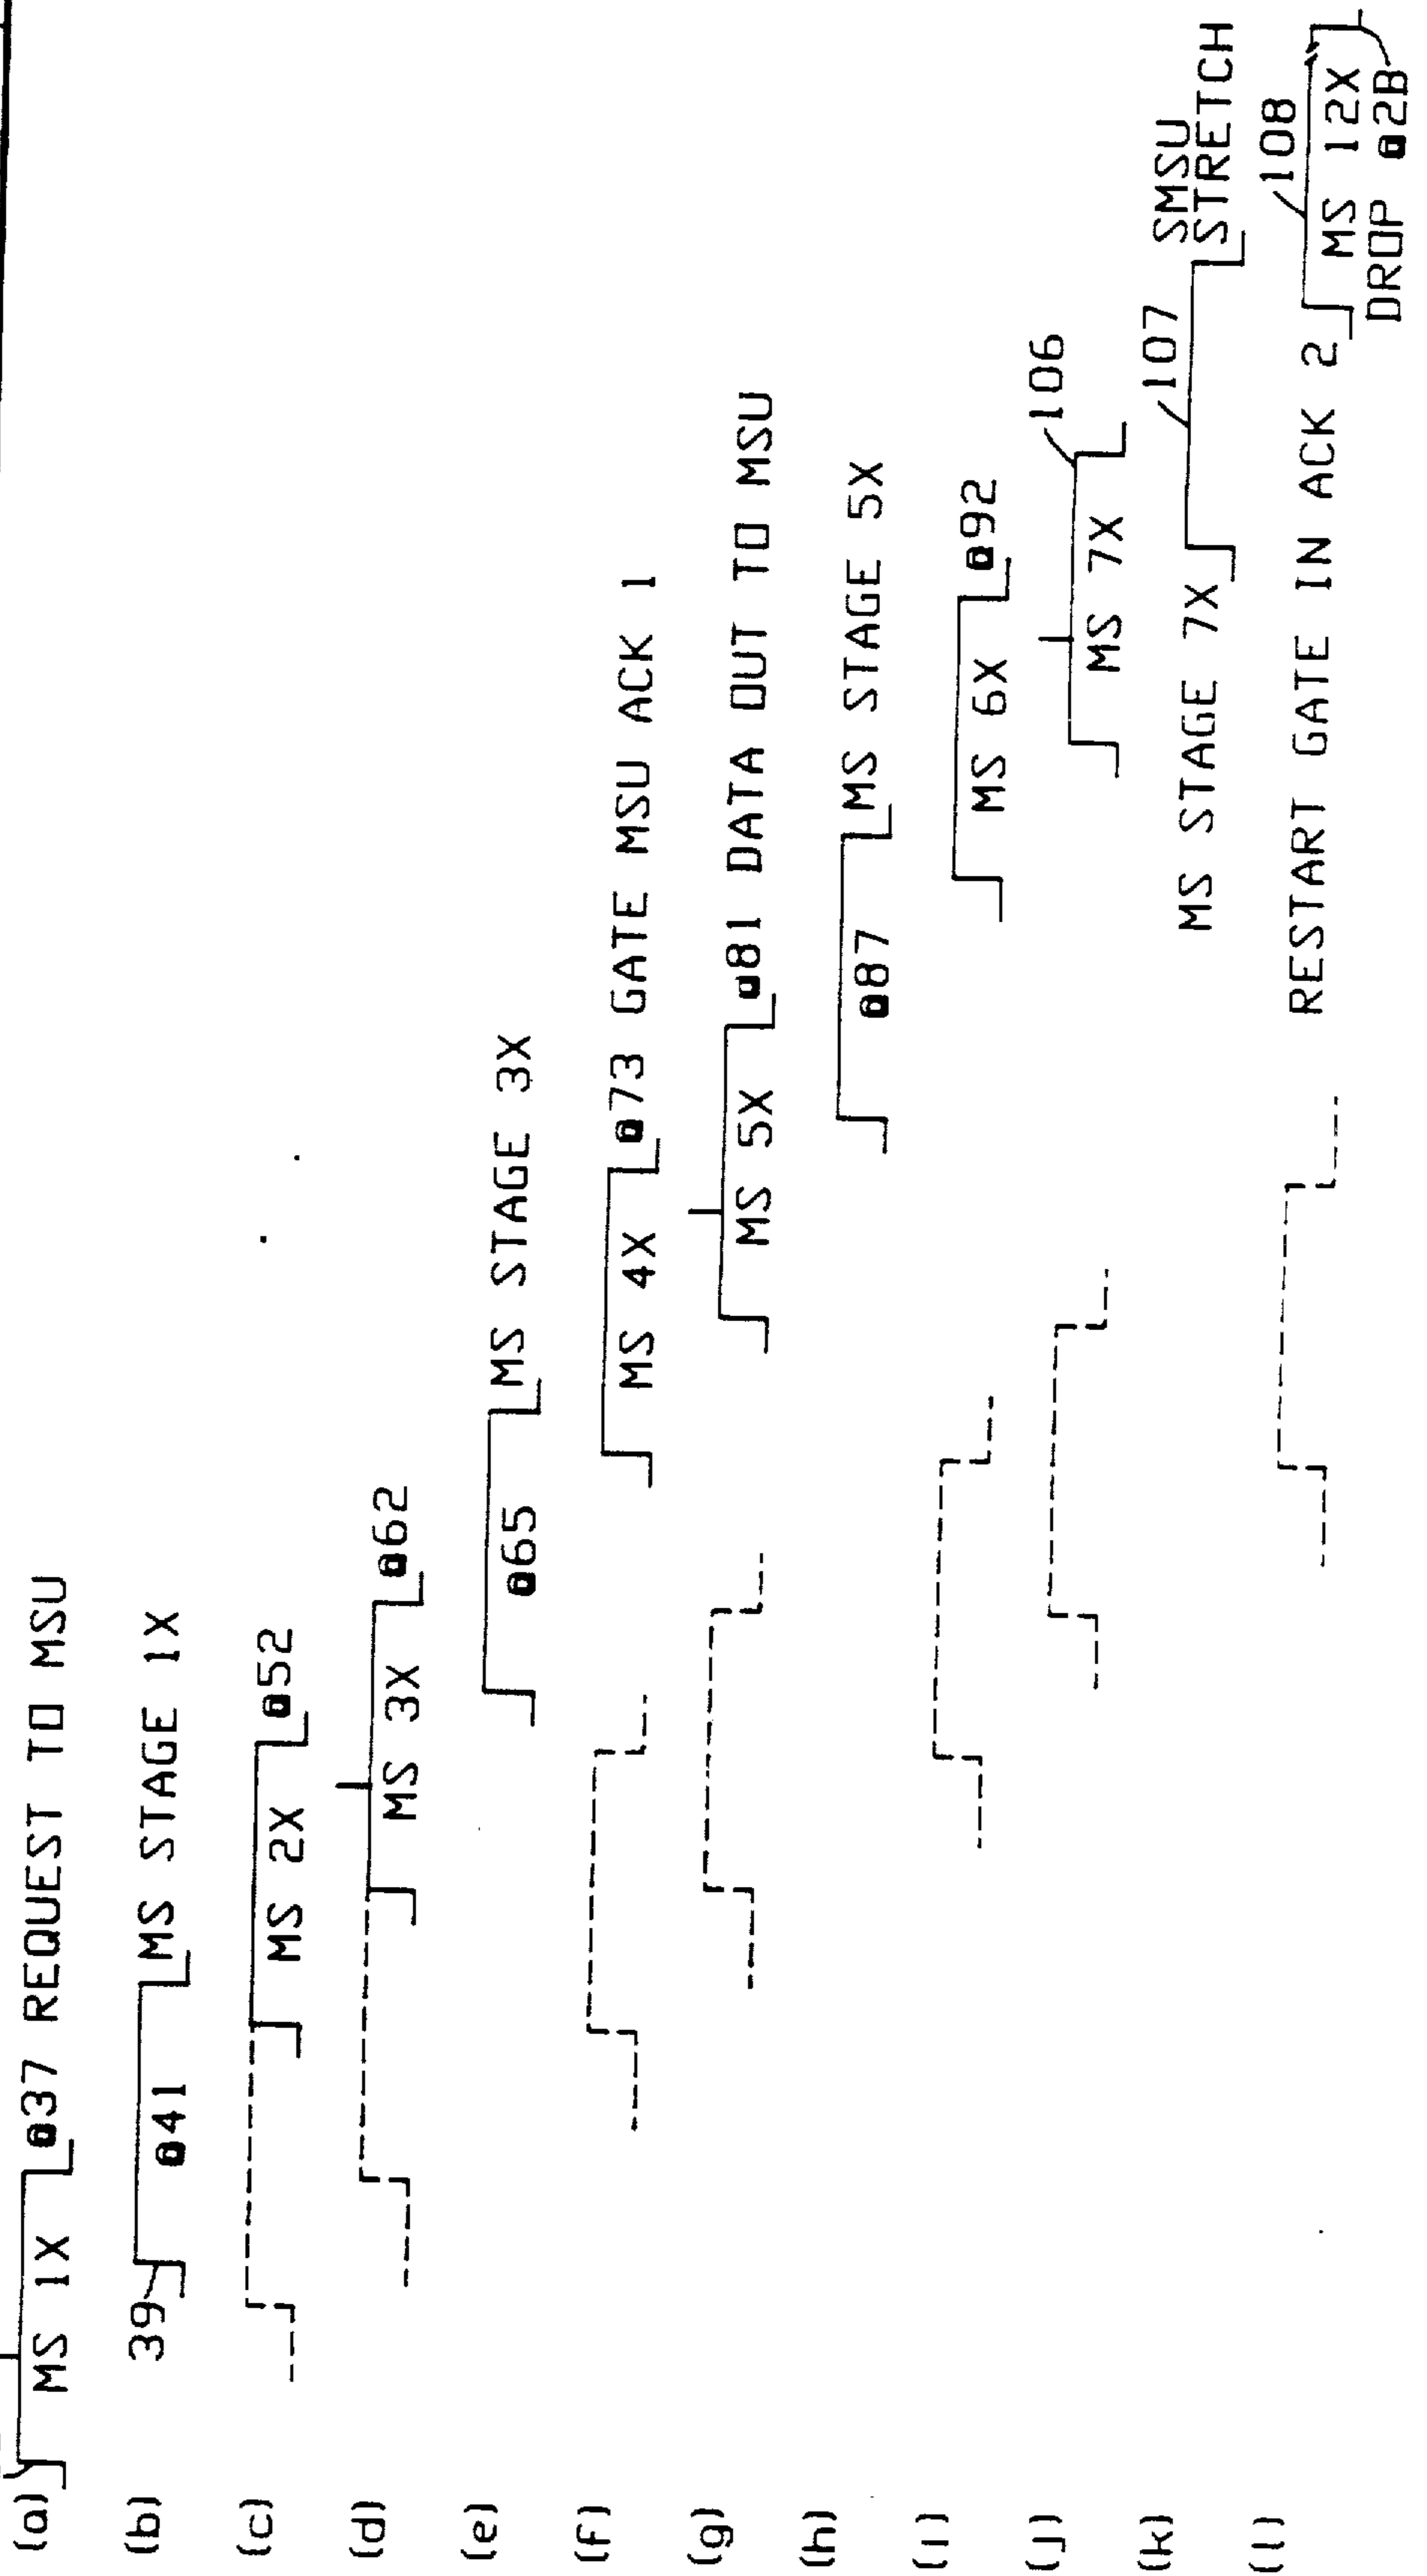 (a) MS 1X @37 REQUEST TO MSU
(b) 39 @41 MS STAGE 1X
(c) MS 2X @52
(d) MS 3X @62
(e) @65 MS STAGE 3X
(f) MS 4X @73 GATE MSU ACK 1
(g) MS 5X @81 DATA OUT TO MSU
(h) @87 MS STAGE 5X
(i) MS 6X @92
(j) MS 7X 106
(k) MS STAGE 7X 107 SMSU
STRETCH
(l) RESTART GATE IN ACK 2 108
MS 12X
DROP @2B